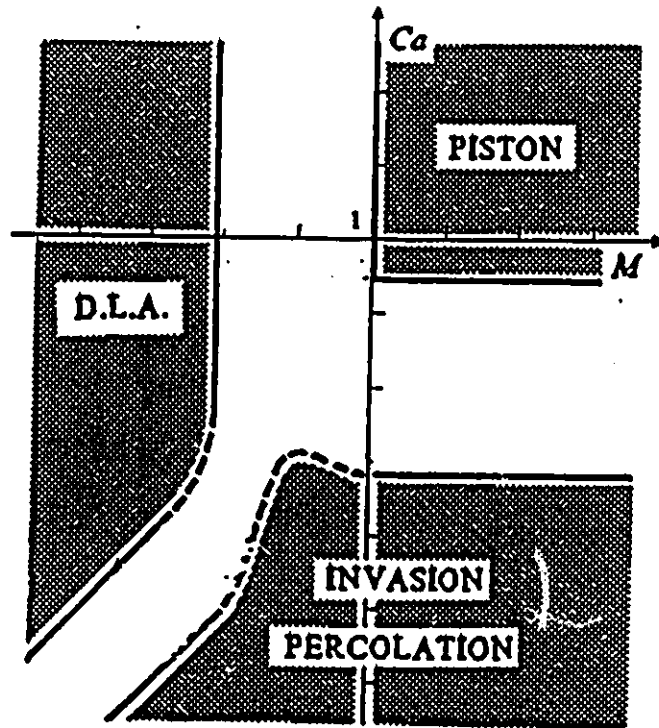 Ca
PISTON
1
M
D.L.A.
INVASION
PERCOLATION